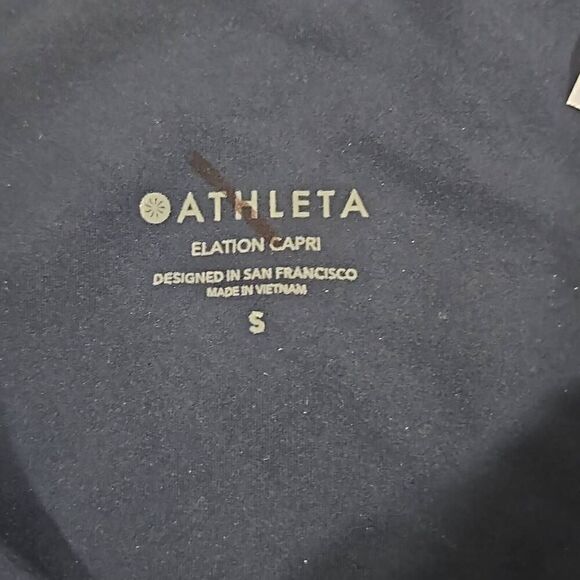 ATHLETA
ELATION CAPRI
DESIGNED IN SAN FRANCISCO
MADE IN VIETNAM
S